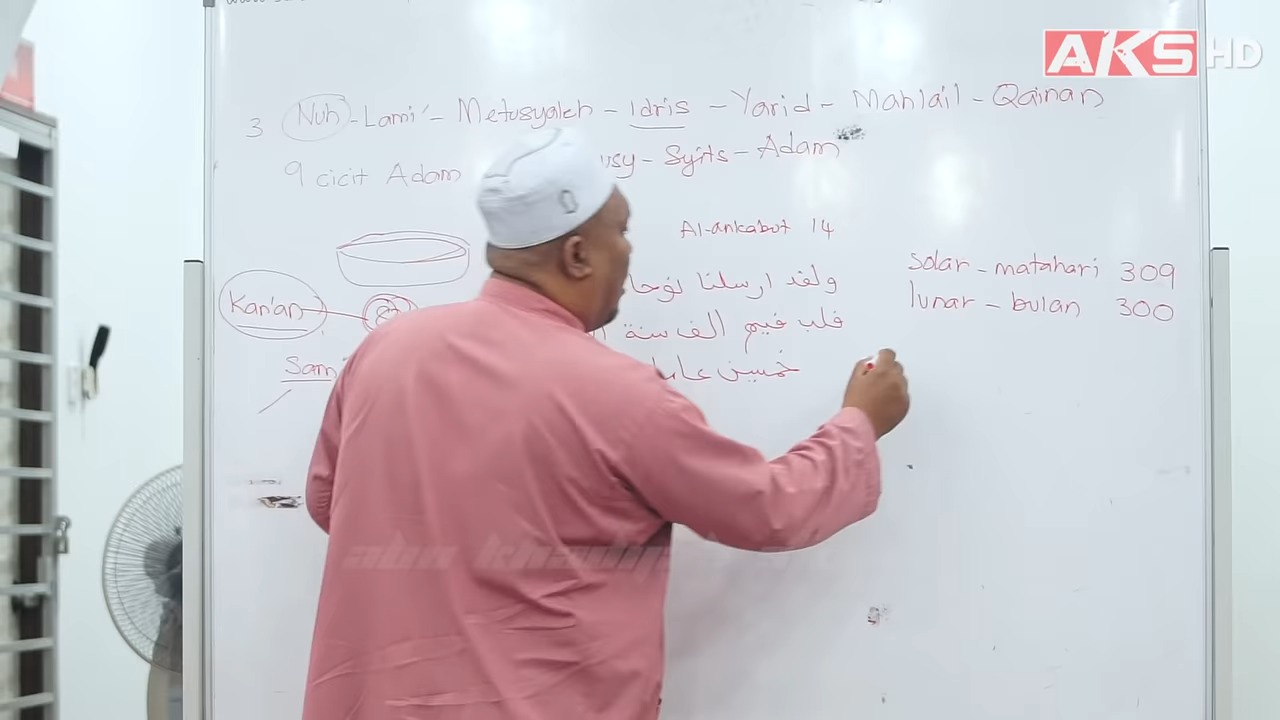 AKS HD
3 Nuh - Lami' - Metusyaleh - Idris - Yarid - Mahlail - Qainan
9 cicit Adam usy - Syits - Adam
Al-ankabut 14
ولقد ارسلنا نوحا
فلب فيهم الف سنة ا
خمسين عاما
solar - matahari 309
lunar - bulan 300
Kan'an
Sam